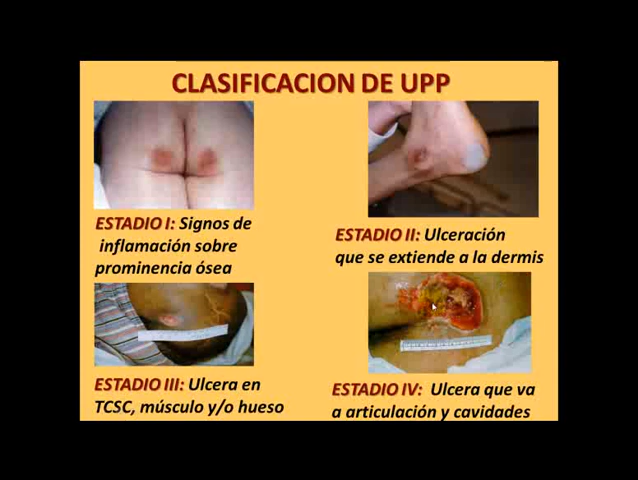 CLASIFICACION DE UPP
ESTADIO I: Signos de
inflamación sobre
prominencia ósea
ESTADIO II: Ulceración
que se extiende a la dermis
ESTADIO III: Ulcera en
TCSC, músculo y/o hueso
ESTADIO IV: Ulcera que va
a articulación y cavidades